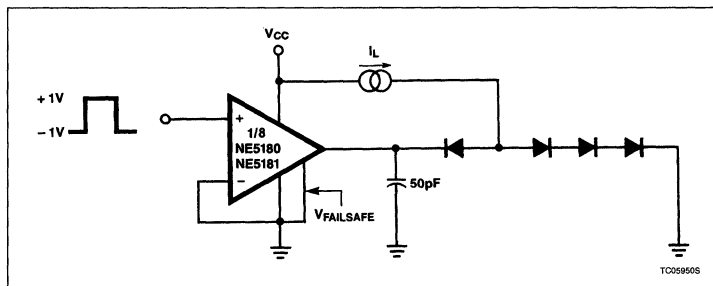 VCC
IL
+ 1V
− 1V
+
1/8
NE5180
NE5181
−
50pF
VFAILSAFE
TC05950S